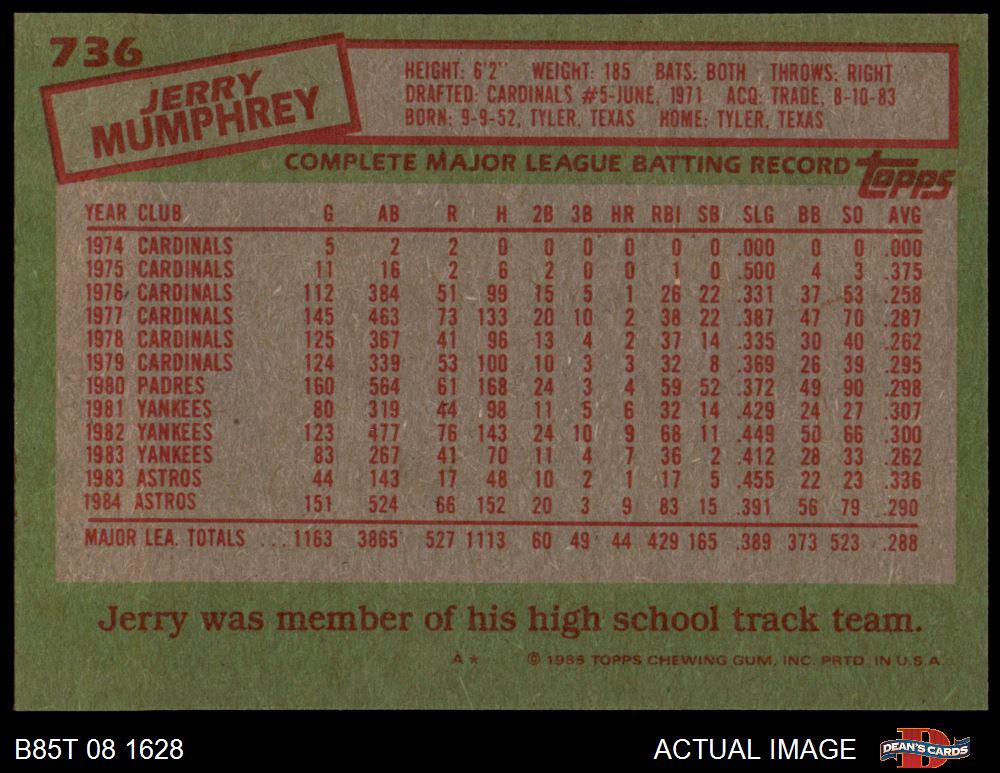 736
JERRY
MUMPHREY
HEIGHT: 6'2" WEIGHT: 185 BATS: BOTH THROWS: RIGHT
DRAFTED: CARDINALS #5-JUNE, 1971 ACQ: TRADE, 8-10-83
BORN: 9-9-52, TYLER, TEXAS HOME: TYLER, TEXAS
COMPLETE MAJOR LEAGUE BATTING RECORD topps
YEAR CLUB G AB R H 2B 3B HR RBI SB SLG BB SO AVG
1974 CARDINALS 5 2 2 0 0 0 0 0 0 .000 0 0 .000
1975 CARDINALS 11 16 2 6 2 0 0 1 0 .500 4 3 .375
1976 CARDINALS 112 384 51 99 15 5 1 26 22 .331 37 53 .258
1977 CARDINALS 145 463 73 133 20 10 2 38 22 .387 47 70 .287
1978 CARDINALS 125 367 41 96 13 4 2 37 14 .335 30 40 .262
1979 CARDINALS 124 339 53 100 10 3 3 32 8 .369 26 39 .295
1980 PADRES 160 564 61 168 24 3 4 59 52 .372 49 90 .298
1981 YANKEES 80 319 44 98 11 5 6 32 14 .429 24 27 .307
1982 YANKEES 123 477 76 143 24 10 9 68 11 .449 50 66 .300
1983 YANKEES 83 267 41 70 11 4 7 36 2 .412 28 33 .262
1983 ASTROS 44 143 17 48 10 2 1 17 5 .455 22 23 .336
1984 ASTROS 151 524 66 152 20 3 9 83 15 .391 56 79 .290
MAJOR LEA. TOTALS ...1163 3865 527 1113 60 49 44 429 165 .389 373 523 .288
Jerry was member of his high school track team.
A* © 1985 TOPPS CHEWING GUM, INC. PRTD. IN U.S.A.
B85T 08 1628 ACTUAL IMAGE DEAN'S CARDS